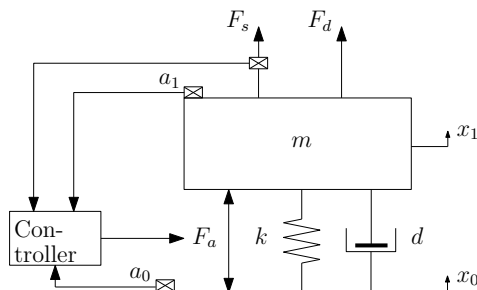 F_s
F_d
a_1
m
x_1
Con-
troller
F_a
k
d
a_0
x_0